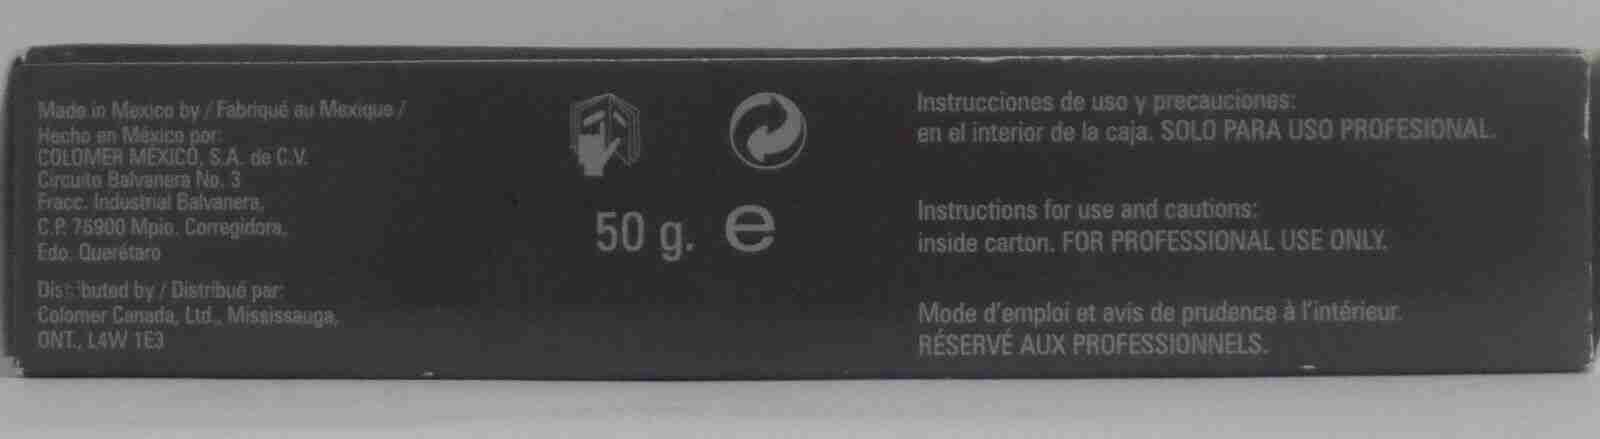 Made in Mexico by / Fabriqué au Mexique /
Hecho en México por:
COLOMER MÉXICO, S.A. de C.V.
Circuito Balvanera No. 3
Fracc. Industrial Balvanera,
C.P. 76900 Mpio. Corregidora,
Edo. Querétaro
Distributed by / Distribué par:
Colomer Canada, Ltd., Mississauga,
ONT., L4W 1E3
50 g. e
Instrucciones de uso y precauciones:
en el interior de la caja. SOLO PARA USO PROFESIONAL.
Instructions for use and cautions:
inside carton. FOR PROFESSIONAL USE ONLY.
Mode d'emploi et avis de prudence à l'intérieur.
RÉSERVÉ AUX PROFESSIONNELS.